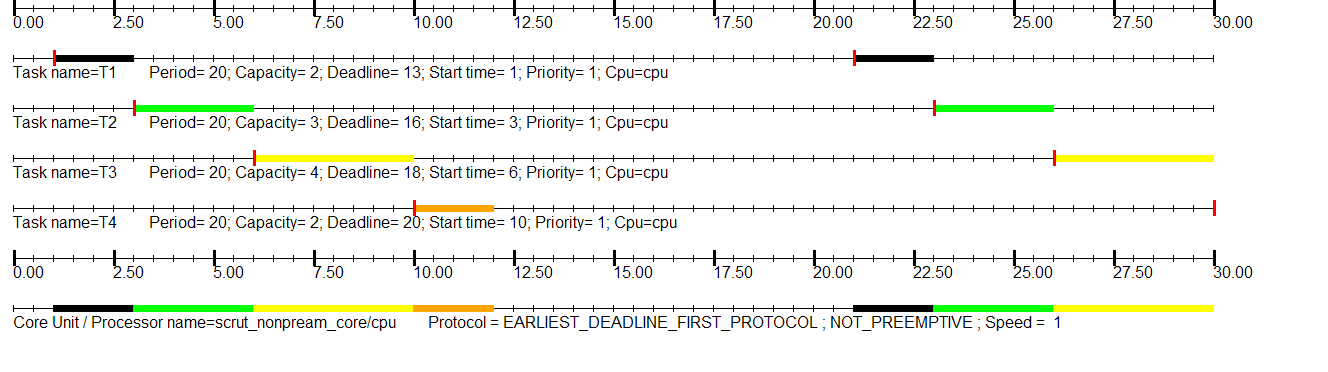 0.00 2.50 5.00 7.50 10.00 12.50 15.00 17.50 20.00 22.50 25.00 27.50 30.00
Task name=T1 Period= 20; Capacity= 2; Deadline= 13; Start time= 1; Priority= 1; Cpu=cpu
Task name=T2 Period= 20; Capacity= 3; Deadline= 16; Start time= 3; Priority= 1; Cpu=cpu
Task name=T3 Period= 20; Capacity= 4; Deadline= 18; Start time= 6; Priority= 1; Cpu=cpu
Task name=T4 Period= 20; Capacity= 2; Deadline= 20; Start time= 10; Priority= 1; Cpu=cpu
0.00 2.50 5.00 7.50 10.00 12.50 15.00 17.50 20.00 22.50 25.00 27.50 30.00
Core Unit / Processor name=scrut_nonpream_core/cpu Protocol = EARLIEST_DEADLINE_FIRST_PROTOCOL ; NOT_PREEMPTIVE ; Speed = 1